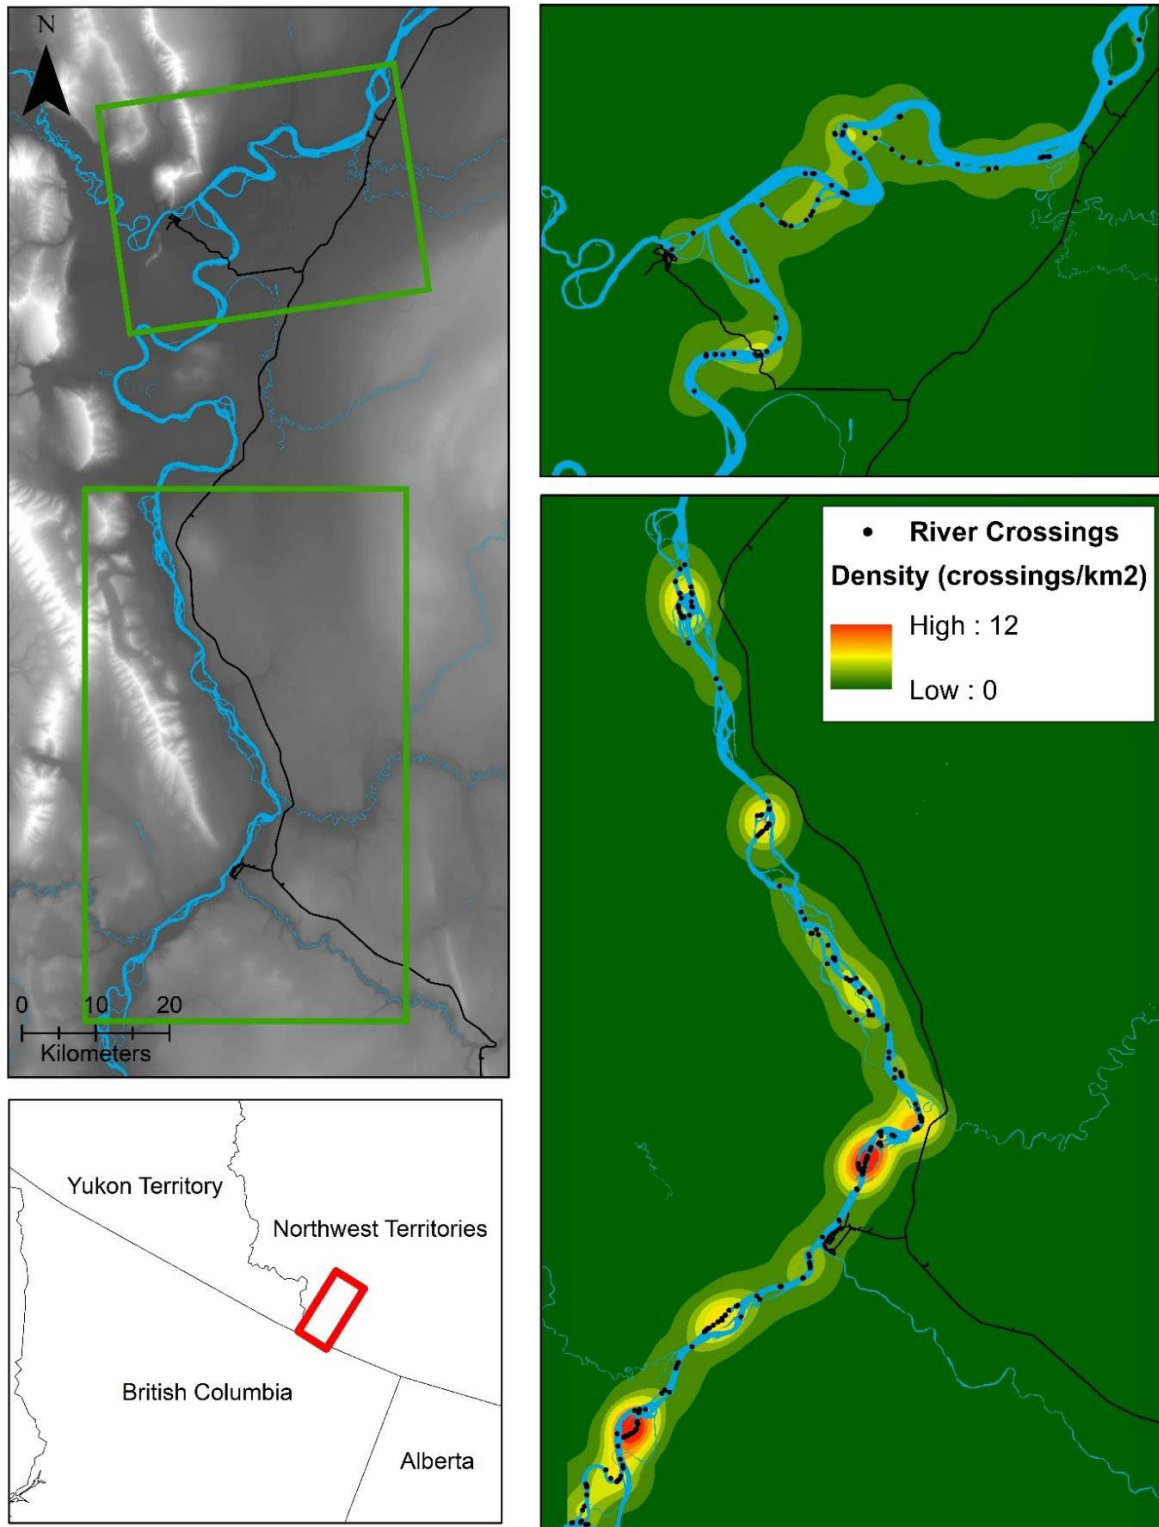 N
0 10 20
Kilometers
River Crossings
Density (crossings/km2)
High : 12
Low : 0
Yukon Territory
Northwest Territories
British Columbia
Alberta